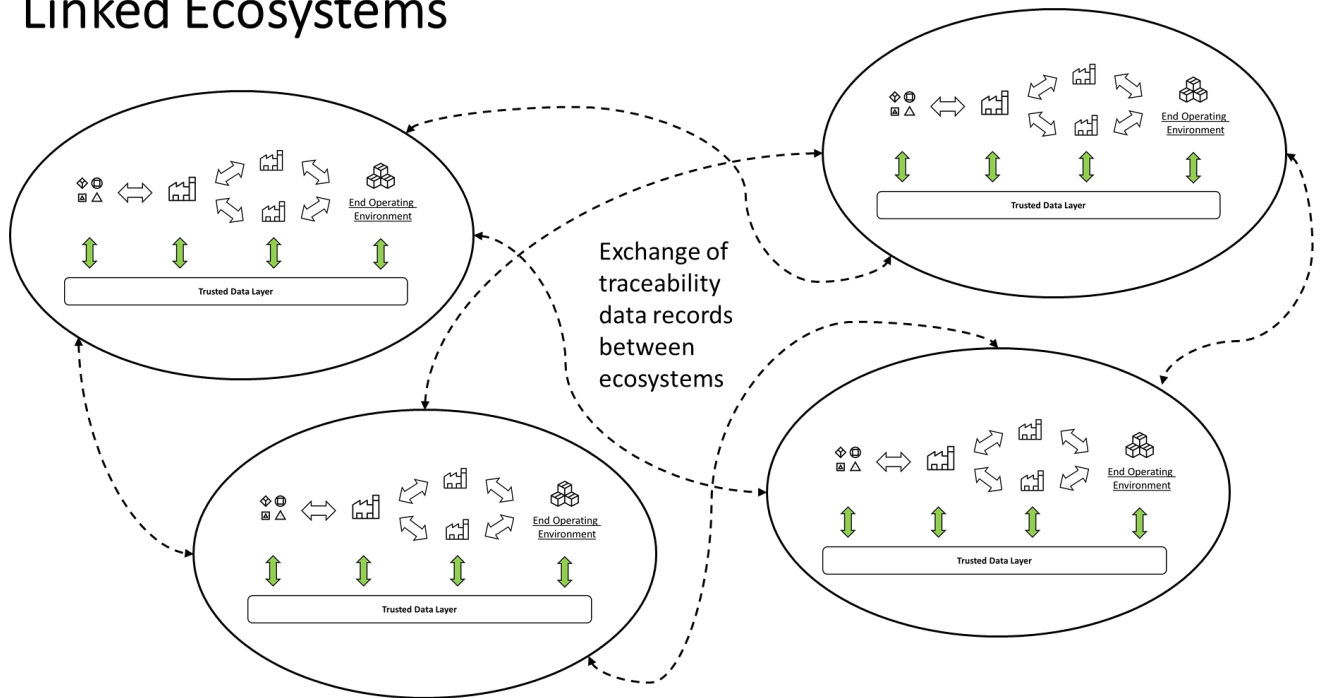 Linked Ecosystems
End Operating
Environment
Trusted Data Layer
End Operating
Environment
Trusted Data Layer
Exchange of
traceability
data records
between
ecosystems
End Operating
Environment
Trusted Data Layer
End Operating
Environment
Trusted Data Layer